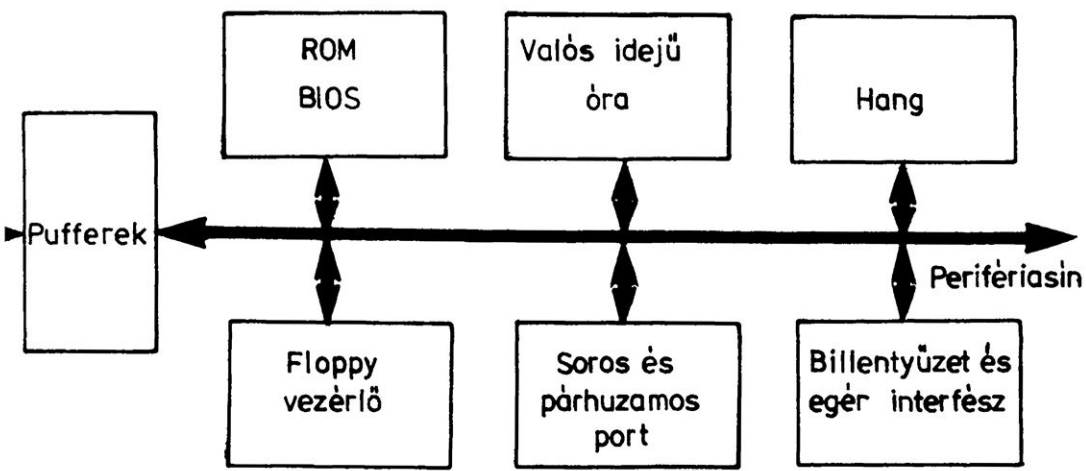 ROM
BIOS
Valós idejű
óra
Hang
Pufferek
Perifériasín
Floppy
vezérlő
Soros és
párhuzamos
port
Billentyűzet és
egér interfész